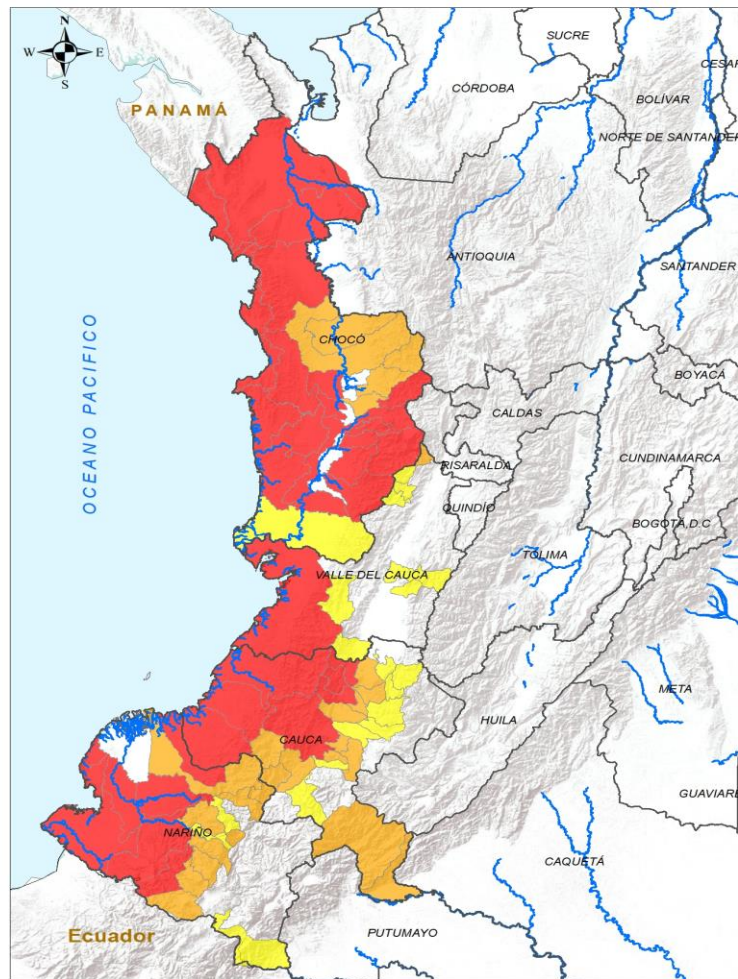 N
W E
S
SUCRE
CESAR
CÓRDOBA
BOLÍVAR
PANAMÁ
NORTE DE SANTANDER
ANTIOQUIA
SANTANDER
OCEANO PACIFICO
CHOCÓ
BOYACÁ
CALDAS
CUNDINAMARCA
RISARALDA
QUINDÍO
BOGOTÁ,D.C
TOLIMA
VALLE DEL CAUCA
META
HUILA
CAUCA
GUAVIARE
NARIÑO
CAQUETÁ
PUTUMAYO
Ecuador